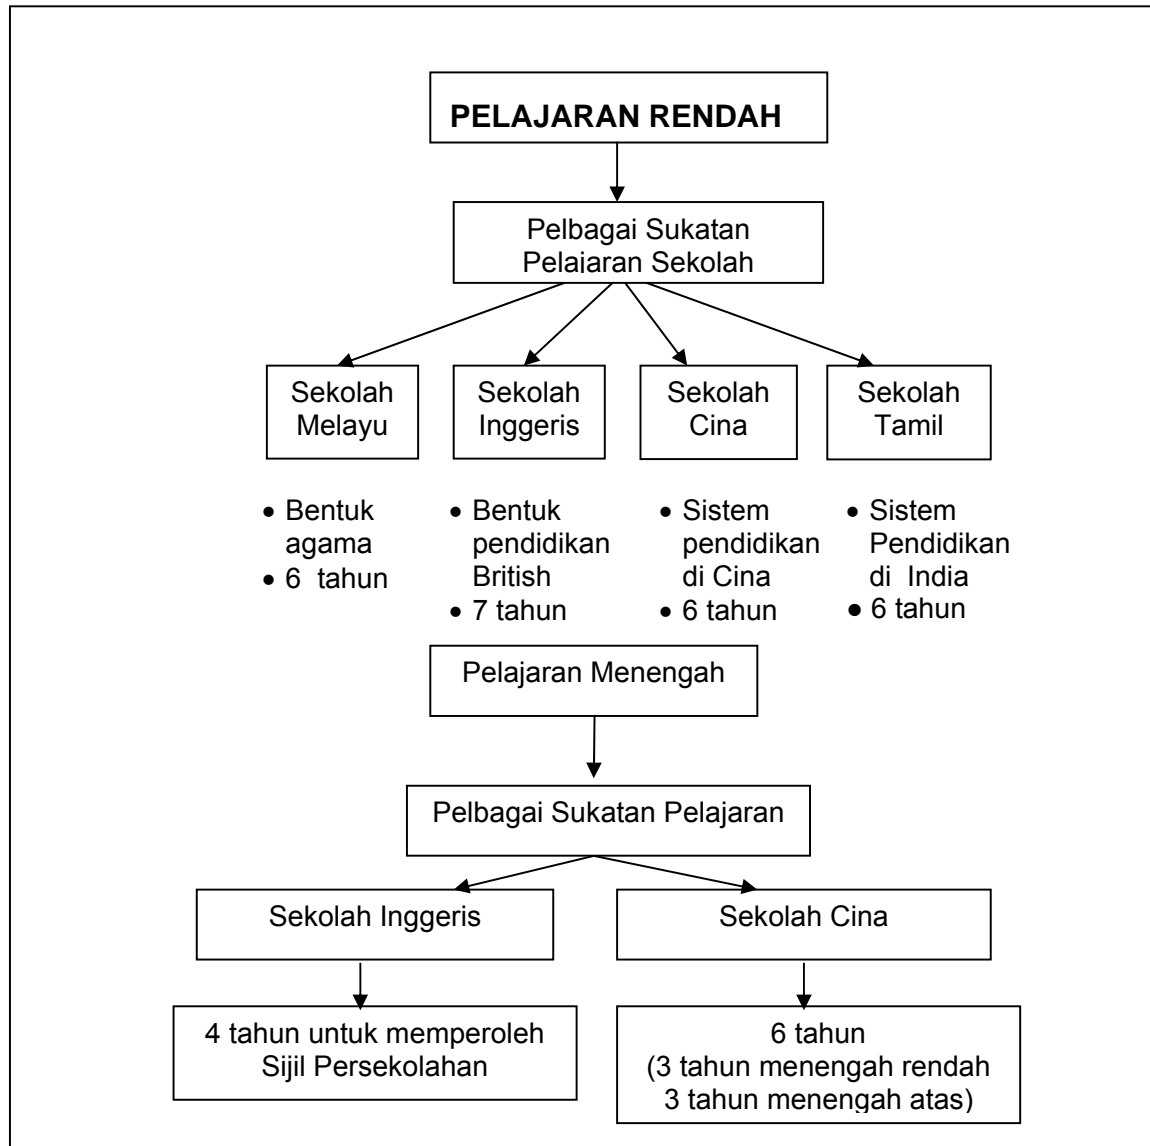 PELAJARAN RENDAH
Pelbagai Sukatan
Pelajaran Sekolah
Sekolah
Melayu
Sekolah
Inggeris
Sekolah
Cina
Sekolah
Tamil
• Bentuk
agama
• 6 tahun
• Bentuk
pendidikan
British
• 7 tahun
• Sistem
pendidikan
di Cina
• 6 tahun
• Sistem
Pendidikan
di India
• 6 tahun
Pelajaran Menengah
Pelbagai Sukatan Pelajaran
Sekolah Inggeris
Sekolah Cina
4 tahun untuk memperoleh
Sijil Persekolahan
6 tahun
(3 tahun menengah rendah
3 tahun menengah atas)